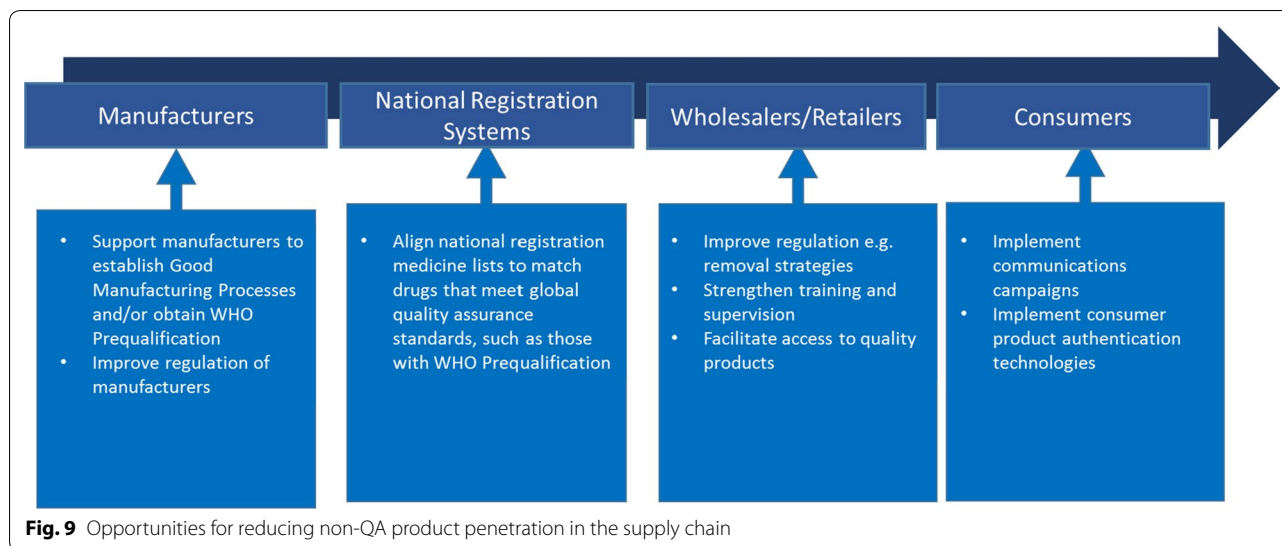 Manufacturers
National Registration
Systems
Wholesalers/Retailers
Consumers
• Support manufacturers to
establish Good
Manufacturing Processes
and/or obtain WHO
Prequalification
• Improve regulation of
manufacturers
• Align national registration
medicine lists to match
drugs that meet global
quality assurance
standards, such as those
with WHO Prequalification
• Improve regulation e.g.
removal strategies
• Strengthen training and
supervision
• Facilitate access to quality
products
• Implement
communications
campaigns
• Implement consumer
product authentication
technologies
Fig. 9 Opportunities for reducing non-QA product penetration in the supply chain